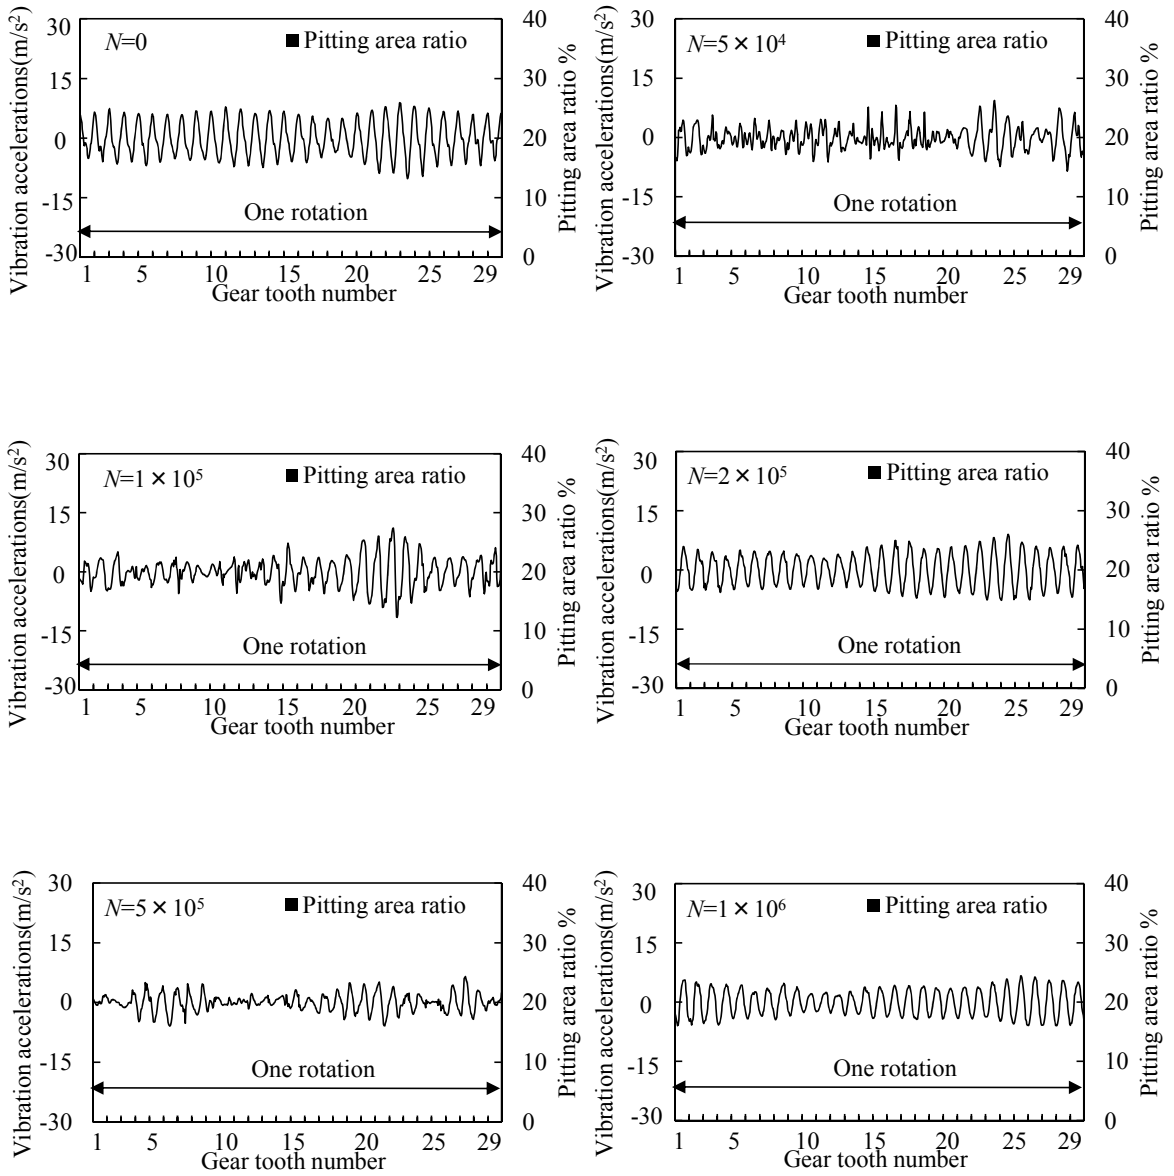 Vibration accelerations(m/s²)
30
15
0
-15
-30
N=0
■ Pitting area ratio
One rotation
1 5 10 15 20 25 29
Gear tooth number
40
30
20
10
0
Pitting area ratio %
Vibration accelerations(m/s²)
30
15
0
-15
-30
N=5 × 10⁴
■ Pitting area ratio
One rotation
1 5 10 15 20 25 29
Gear tooth number
40
30
20
10
0
Pitting area ratio %
Vibration accelerations(m/s²)
30
15
0
-15
-30
N=1 × 10⁵
■ Pitting area ratio
One rotation
1 5 10 15 20 25 29
Gear tooth number
40
30
20
10
0
Pitting area ratio %
Vibration accelerations(m/s²)
30
15
0
-15
-30
N=2 × 10⁵
■ Pitting area ratio
One rotation
1 5 10 15 20 25 29
Gear tooth number
40
30
20
10
0
Pitting area ratio %
Vibration accelerations(m/s²)
30
15
0
-15
-30
N=5 × 10⁵
■ Pitting area ratio
One rotation
1 5 10 15 20 25 29
Gear tooth number
40
30
20
10
0
Pitting area ratio %
Vibration accelerations(m/s²)
30
15
0
-15
-30
N=1 × 10⁶
■ Pitting area ratio
One rotation
1 5 10 15 20 25 29
Gear tooth number
40
30
20
10
0
Pitting area ratio %